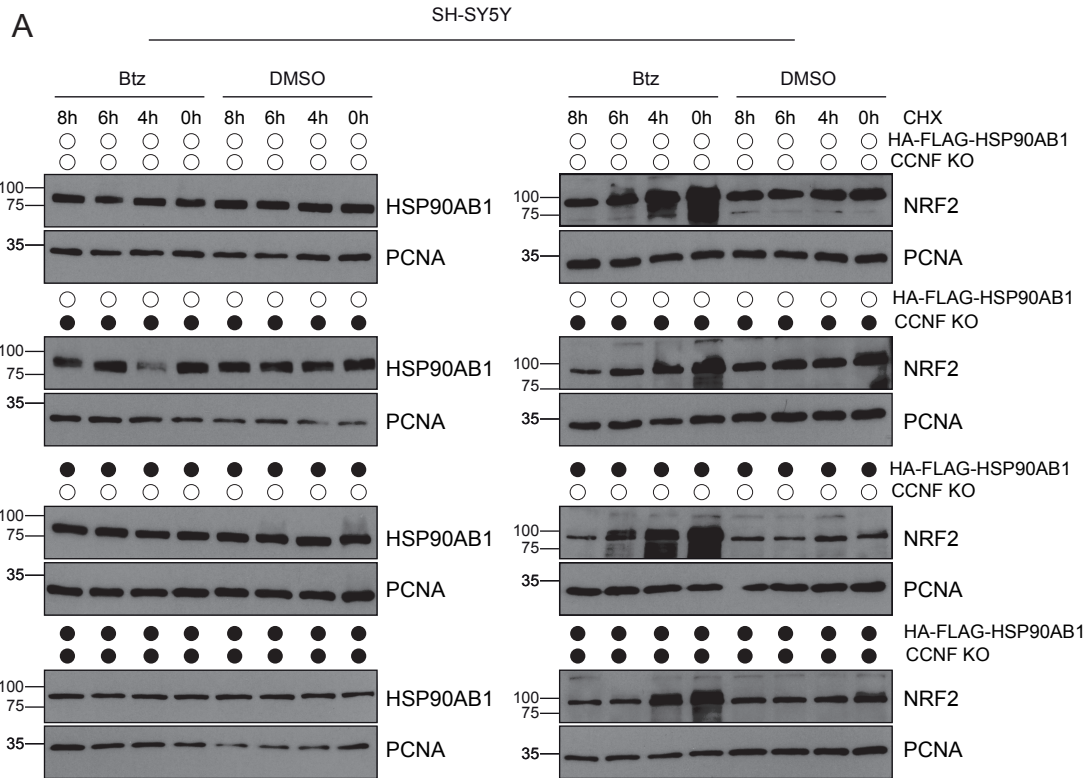 A
SH-SY5Y
Btz DMSO
8h 6h 4h 0h 8h 6h 4h 0h
100
75
HSP90AB1
35
PCNA
100
75
HSP90AB1
35
PCNA
100
75
HSP90AB1
35
PCNA
100
75
HSP90AB1
35
PCNA
Btz DMSO
8h 6h 4h 0h 8h 6h 4h 0h CHX
HA-FLAG-HSP90AB1
CCNF KO
100
75
NRF2
35
PCNA
HA-FLAG-HSP90AB1
CCNF KO
100
75
NRF2
35
PCNA
HA-FLAG-HSP90AB1
CCNF KO
100
75
NRF2
35
PCNA
HA-FLAG-HSP90AB1
CCNF KO
100
75
NRF2
35
PCNA